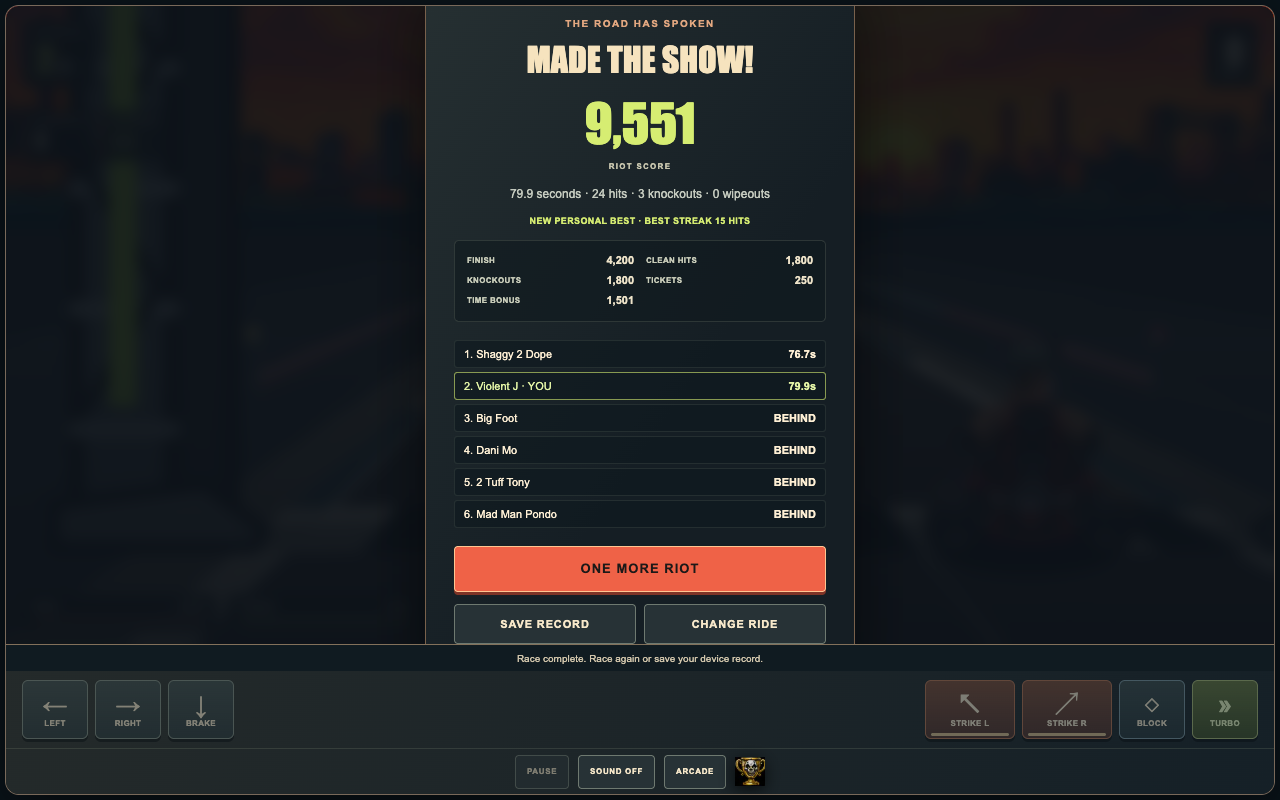 THE ROAD HAS SPOKEN
MADE THE SHOW!
9,551
RIOT SCORE
79.9 seconds · 24 hits · 3 knockouts · 0 wipeouts
NEW PERSONAL BEST · BEST STREAK 15 HITS
FINISH 4,200 CLEAN HITS 1,800
KNOCKOUTS 1,800 TICKETS 250
TIME BONUS 1,501
1. Shaggy 2 Dope 76.7s
2. Violent J · YOU 79.9s
3. Big Foot BEHIND
4. Dani Mo BEHIND
5. 2 Tuff Tony BEHIND
6. Mad Man Pondo BEHIND
ONE MORE RIOT
SAVE RECORD CHANGE RIDE
Race complete. Race again or save your device record.
LEFT RIGHT BRAKE STRIKE L STRIKE R BLOCK TURBO
PAUSE SOUND OFF ARCADE